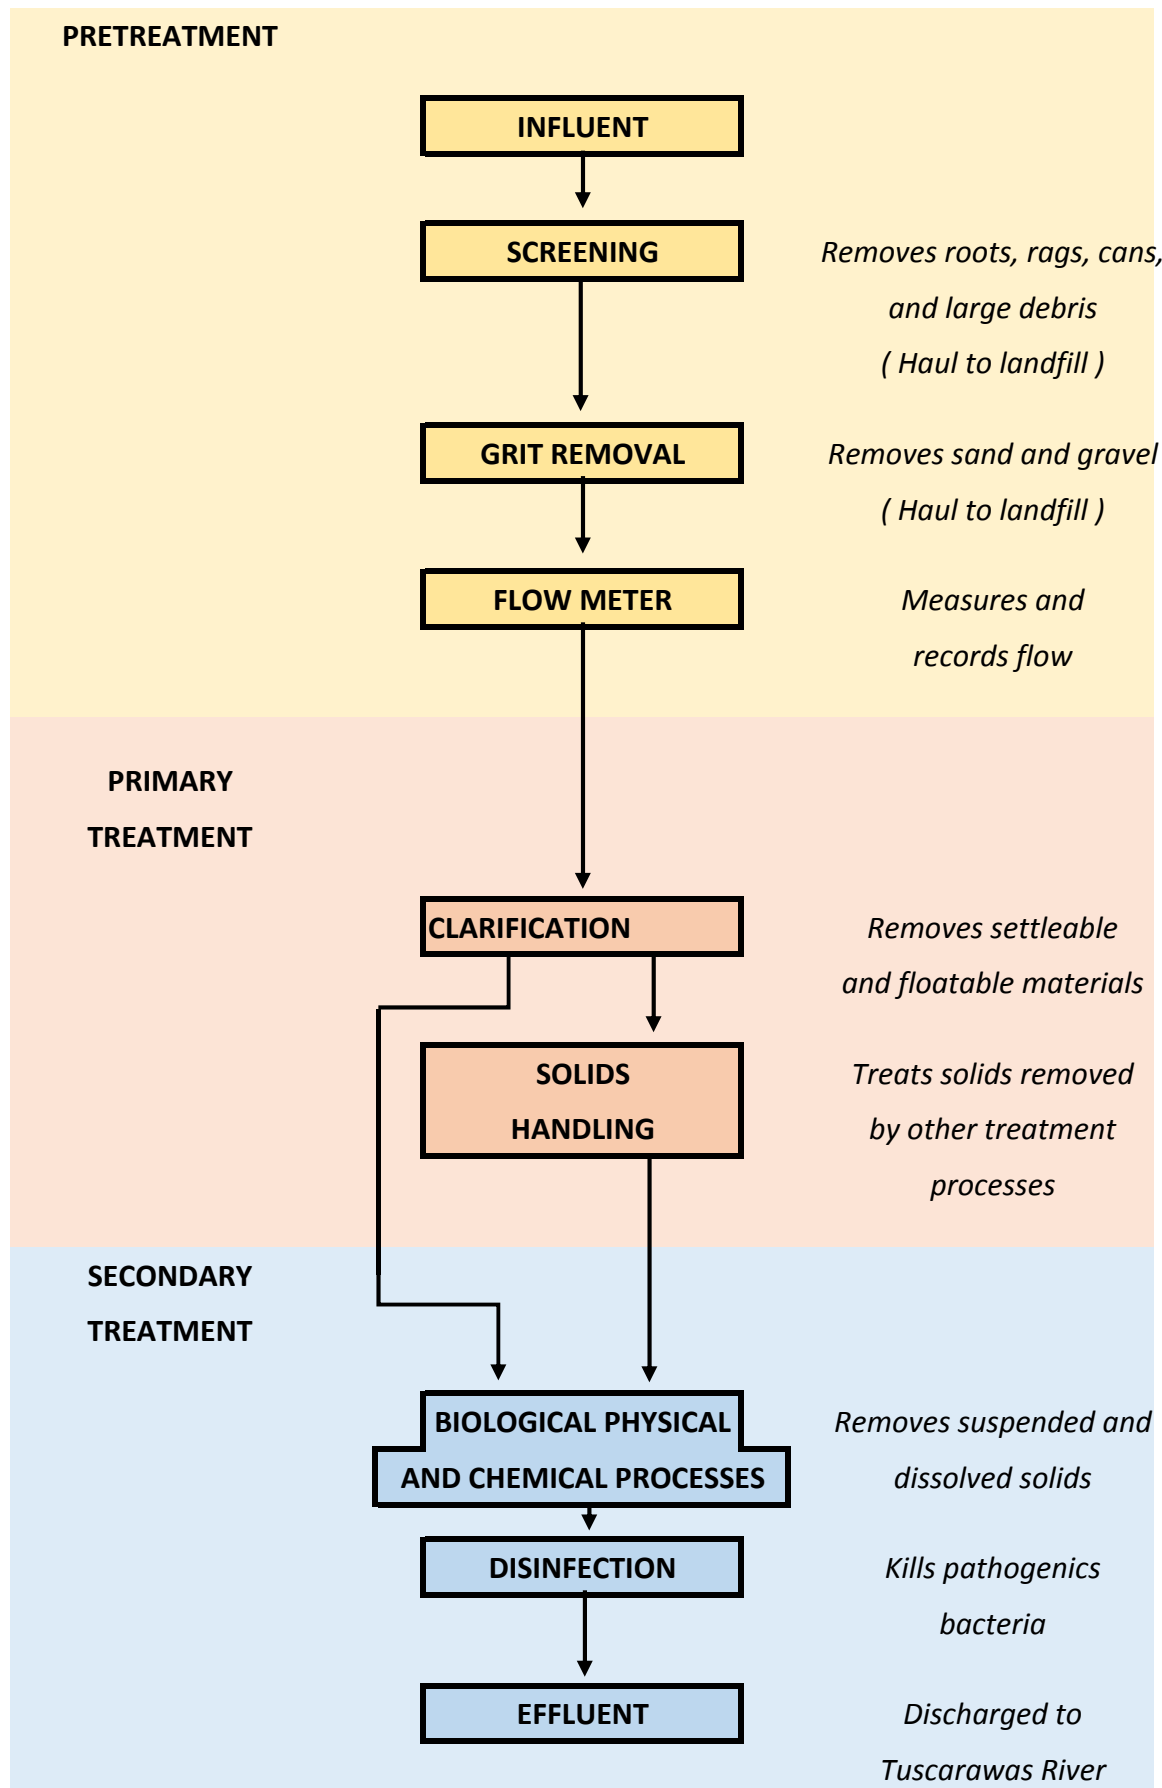 PRETREATMENT
INFLUENT
SCREENING
Removes roots, rags, cans,
and large debris
( Haul to landfill )
GRIT REMOVAL
Removes sand and gravel
( Haul to landfill )
FLOW METER
Measures and
records flow
PRIMARY
TREATMENT
CLARIFICATION
Removes settleable
and floatable materials
SOLIDS
HANDLING
Treats solids removed
by other treatment
processes
SECONDARY
TREATMENT
BIOLOGICAL PHYSICAL
AND CHEMICAL PROCESSES
Removes suspended and
dissolved solids
DISINFECTION
Kills pathogenics
bacteria
EFFLUENT
Discharged to
Tuscarawas River